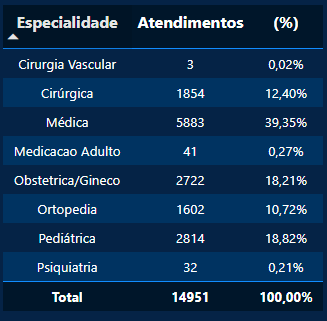 Especialidade Atendimentos (%)
Cirurgia Vascular 3 0,02%
Cirúrgica 1854 12,40%
Médica 5883 39,35%
Medicacao Adulto 41 0,27%
Obstetrica/Gineco 2722 18,21%
Ortopedia 1602 10,72%
Pediátrica 2814 18,82%
Psiquiatria 32 0,21%
Total 14951 100,00%